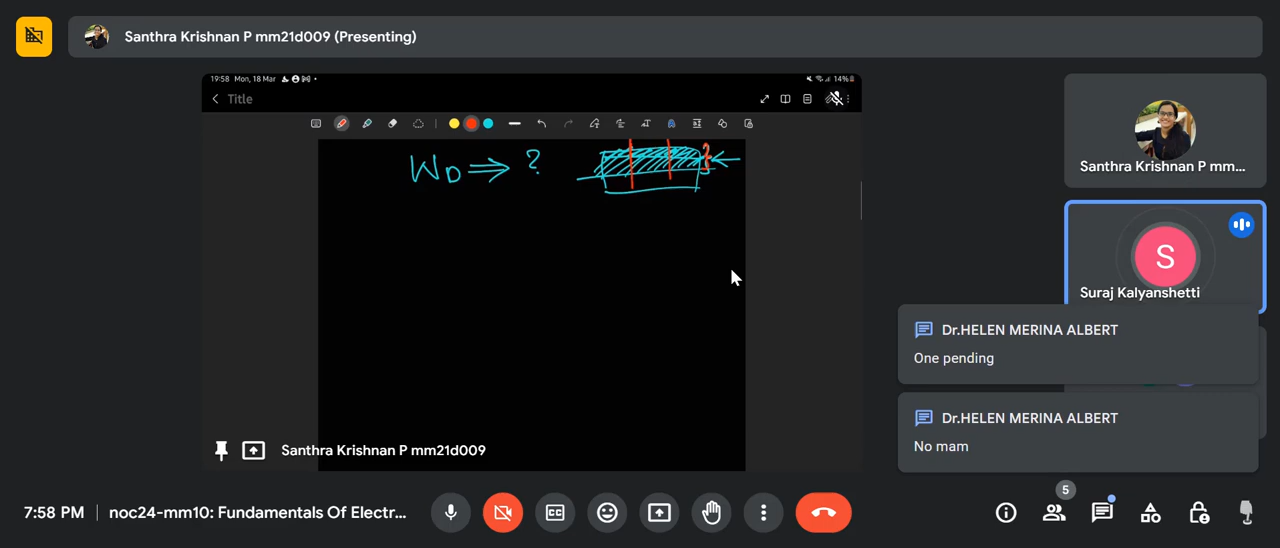 Santhra Krishnan P mm21d009 (Presenting)
19:58 Mon, 18 Mar
14%
Title
W_D ⇒ ?
Santhra Krishnan P mm21d009
Santhra Krishnan P mm...
S
Suraj Kalyanshetti
Dr.HELEN MERINA ALBERT
One pending
Dr.HELEN MERINA ALBERT
No mam
7:58 PM | noc24-mm10: Fundamentals Of Electr...
5